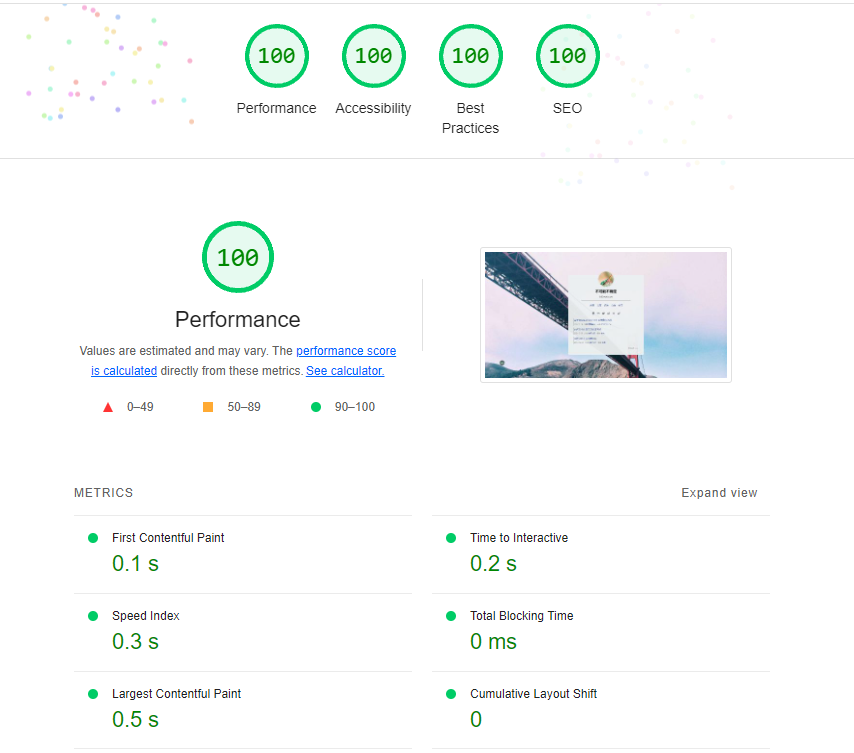 100
100
100
100
Performance
Accessibility
Best
Practices
SEO
100
Performance
Values are estimated and may vary. The performance score
is calculated directly from these metrics. See calculator.
0–49
50–89
90–100
METRICS
Expand view
First Contentful Paint
0.1 s
Time to Interactive
0.2 s
Speed Index
0.3 s
Total Blocking Time
0 ms
Largest Contentful Paint
0.5 s
Cumulative Layout Shift
0